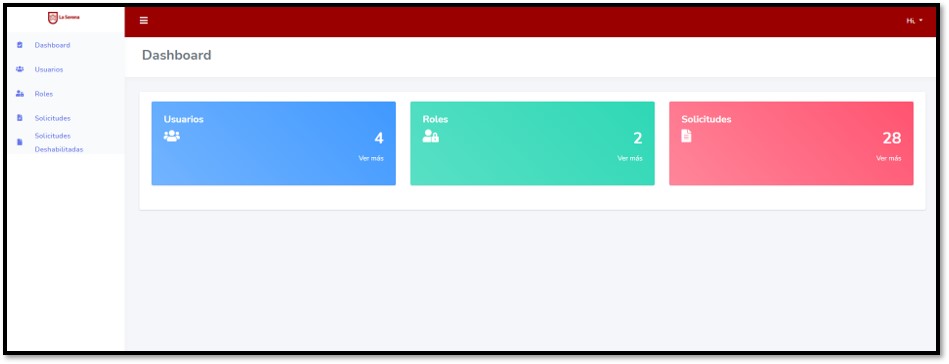 La Serena
Hi,
Dashboard
Usuarios
Roles
Solicitudes
Solicitudes
Deshabilitadas
Dashboard
Usuarios
4
Ver más
Roles
2
Ver más
Solicitudes
28
Ver más